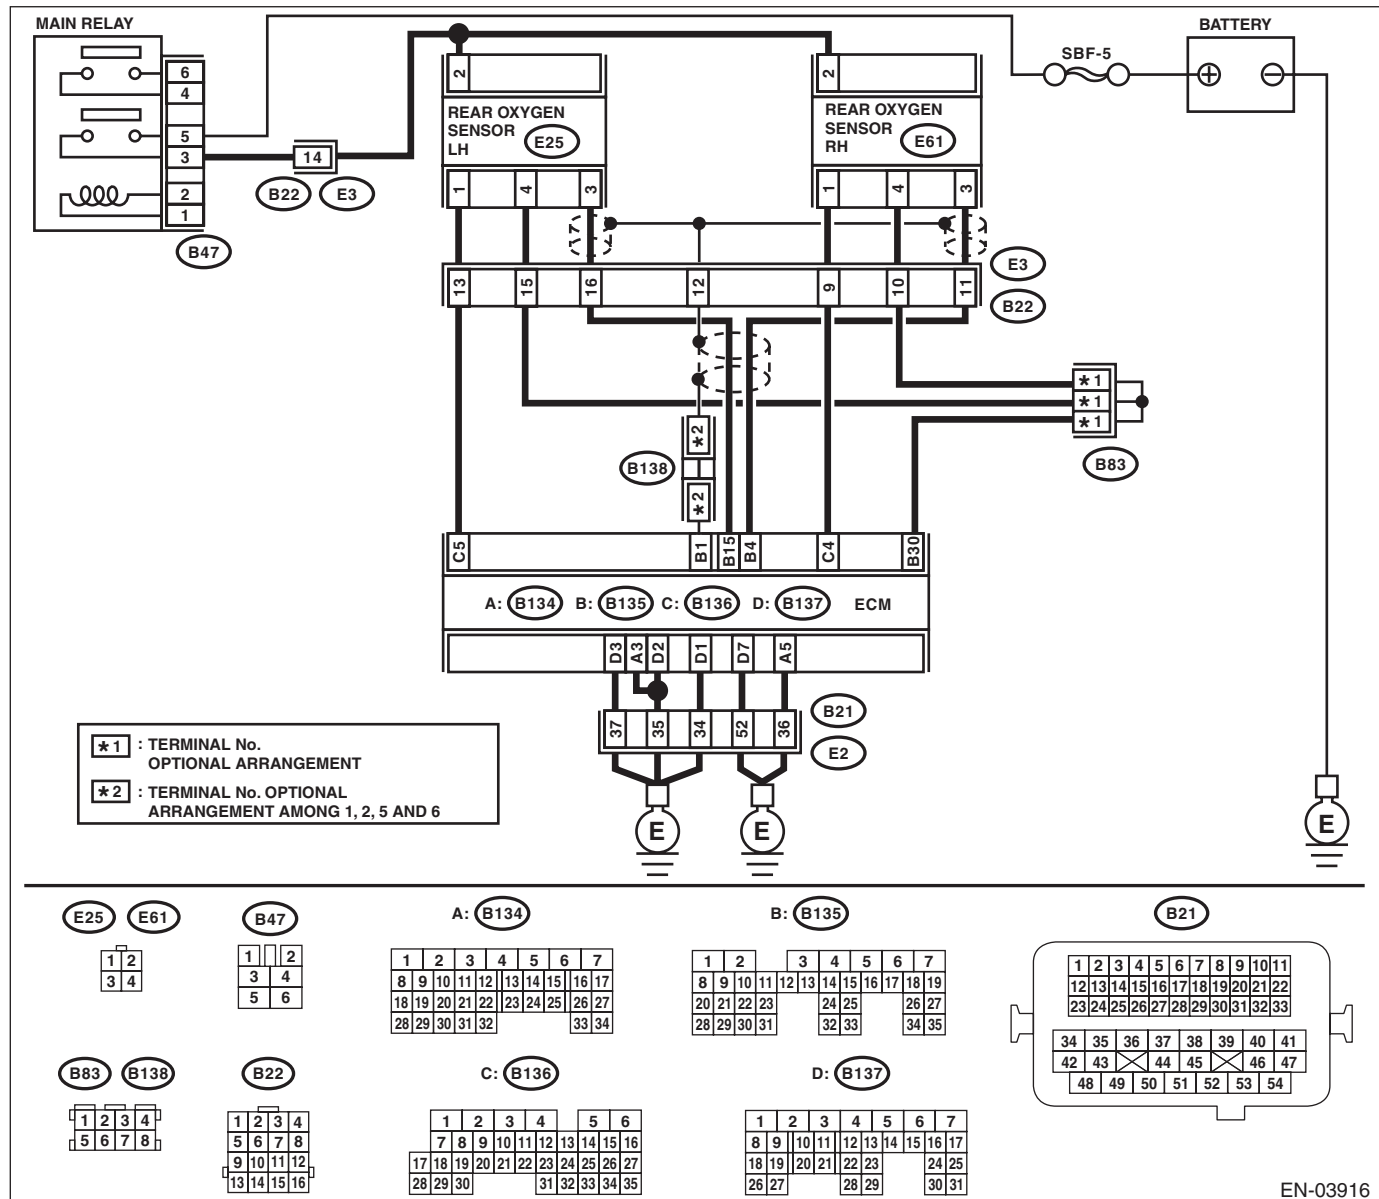 MAIN RELAY
BATTERY
SBF-5
6
4
5
3
2
1
14
B22 E3
B47
2
REAR OXYGEN
SENSOR
LH
E25
1 4 3
2
REAR OXYGEN
SENSOR
RH
E61
1 4 3
E3
13 15 16 12 9 10 11
B22
*1
*1
*1
B83
*2
B138
*2
C5 B1 B15 B4 C4 B30
A: B134 B: B135 C: B136 D: B137 ECM
D3 A3 D2 D1 D7 A5
B21
37 35 34 52 36
E2
E E E
*1 : TERMINAL No.
OPTIONAL ARRANGEMENT
*2 : TERMINAL No. OPTIONAL
ARRANGEMENT AMONG 1, 2, 5 AND 6
E25 E61
1 2
3 4
B47
1 2
3 4
5 6
A: B134
1 2 3 4 5 6 7
8 9 10 11 12 13 14 15 16 17
18 19 20 21 22 23 24 25 26 27
28 29 30 31 32 33 34
B: B135
1 2 3 4 5 6 7
8 9 10 11 12 13 14 15 16 17 18 19
20 21 22 23 24 25 26 27
28 29 30 31 32 33 34 35
B21
1 2 3 4 5 6 7 8 9 10 11
12 13 14 15 16 17 18 19 20 21 22
23 24 25 26 27 28 29 30 31 32 33
34 35 36 37 38 39 40 41
42 43 44 45 46 47
48 49 50 51 52 53 54
B83 B138
1 2 3 4
5 6 7 8
B22
1 2 3 4
5 6 7 8
9 10 11 12
13 14 15 16
C: B136
1 2 3 4 5 6
7 8 9 10 11 12 13 14 15 16
17 18 19 20 21 22 23 24 25 26 27
28 29 30 31 32 33 34 35
D: B137
1 2 3 4 5 6 7
8 9 10 11 12 13 14 15 16 17
18 19 20 21 22 23 24 25
26 27 28 29 30 31
EN-03916